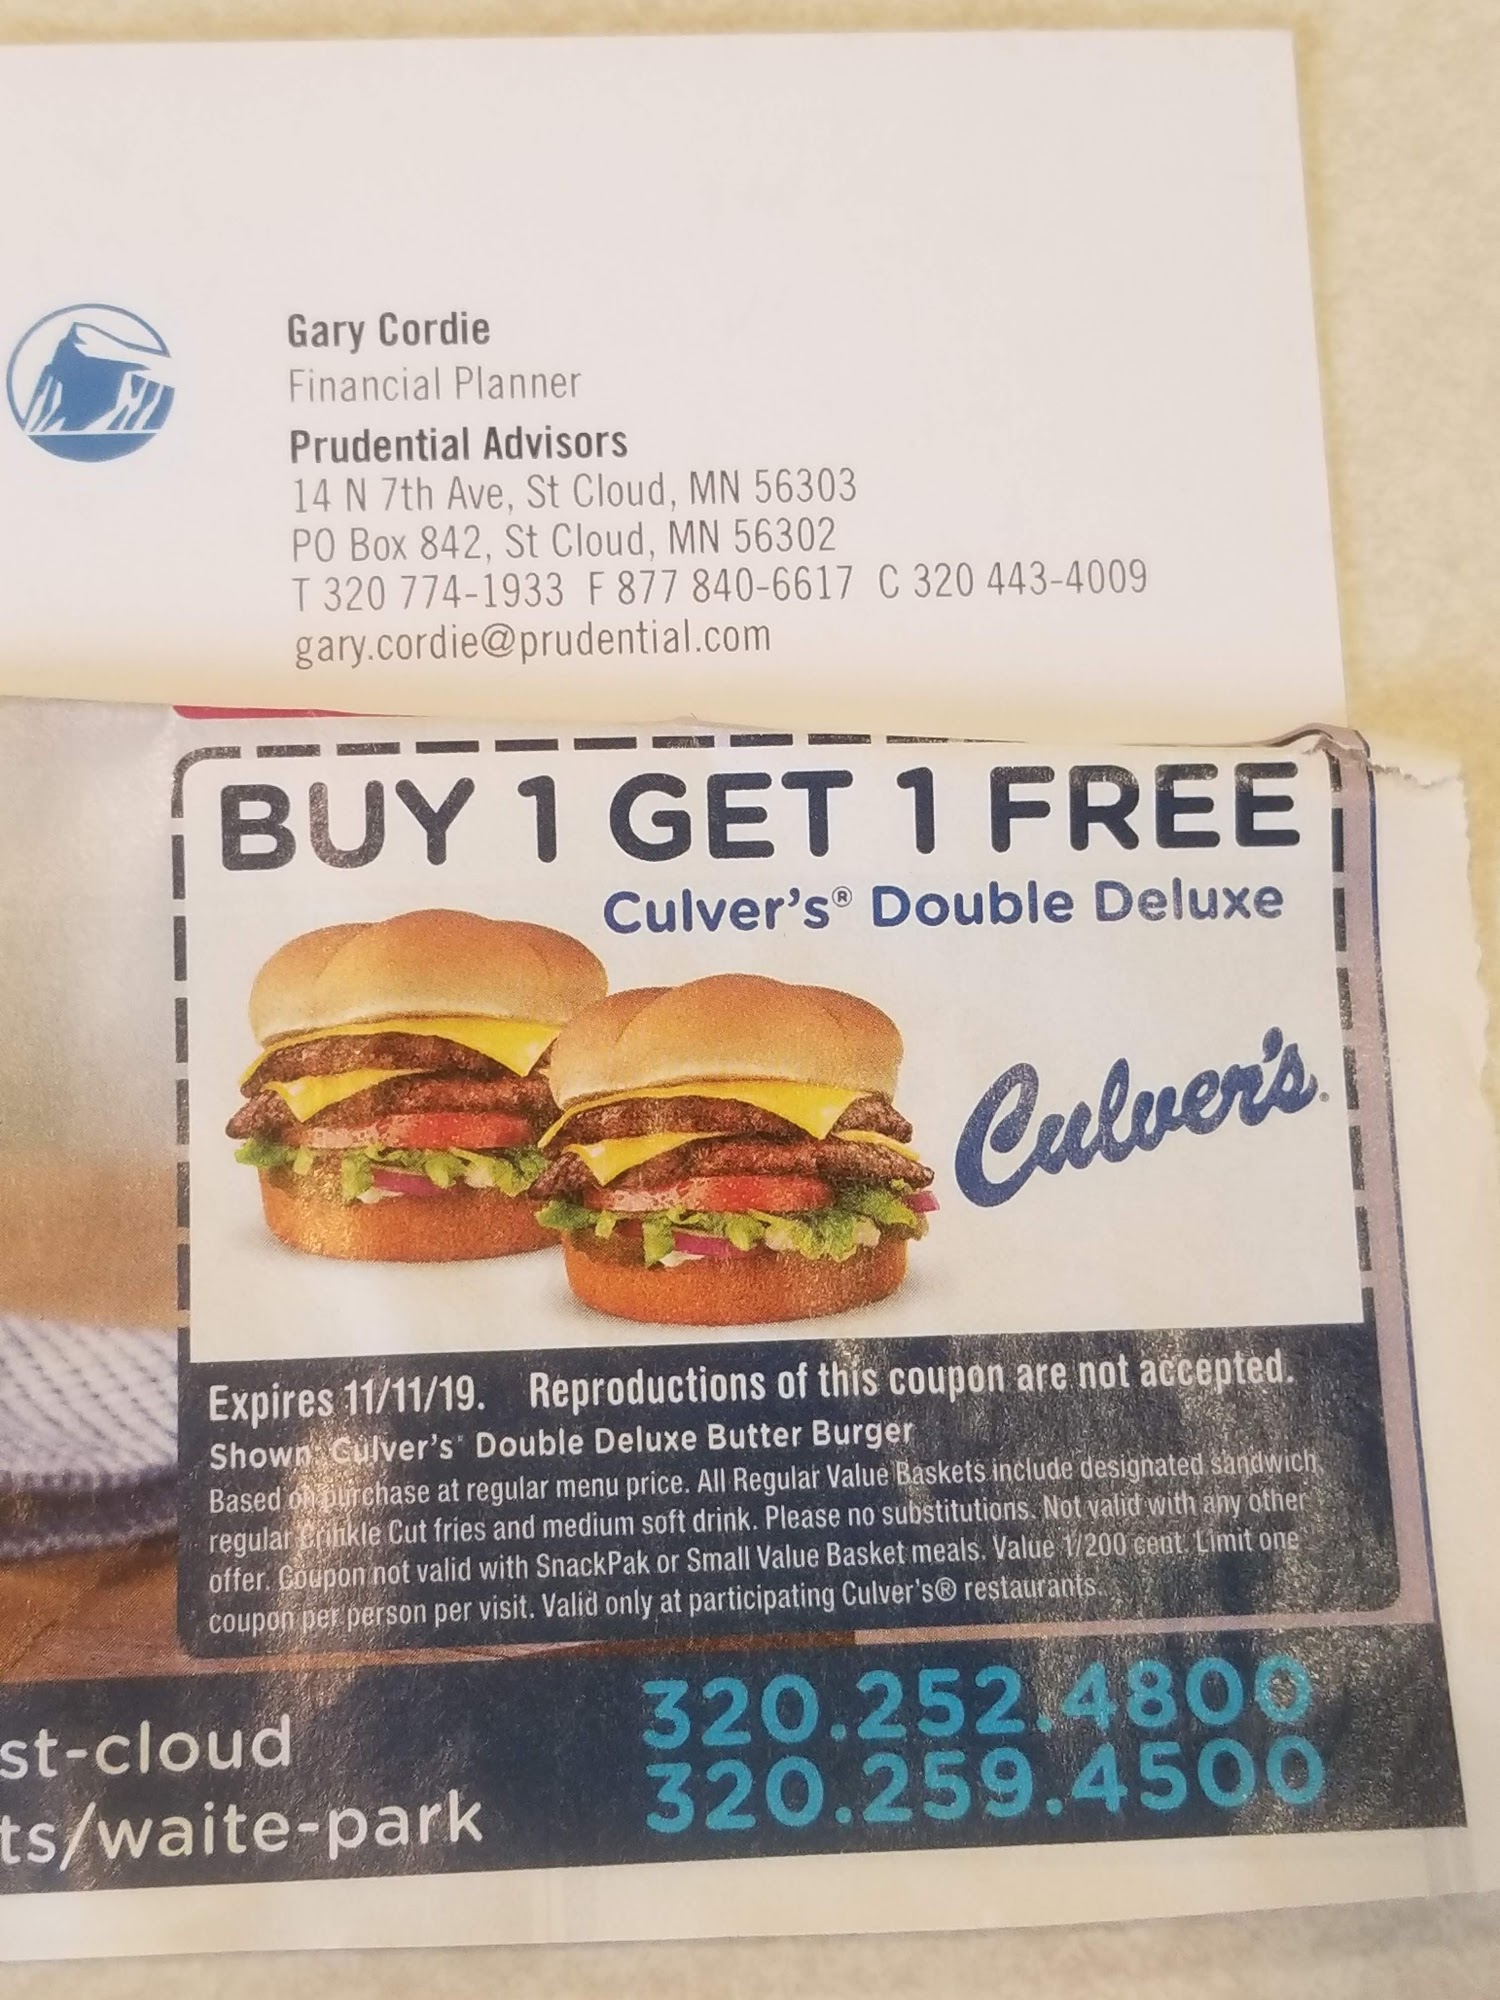 Gary Cordie
Financial Planner
Prudential Advisors
14 N 7th Ave, St Cloud, MN 56303
PO Box 842, St Cloud, MN 56302
T 320 774-1933 F 877 840-6617 C 320 443-4009
gary.cordie@prudential.com
BUY 1 GET 1 FREE
Culver's® Double Deluxe
Culver's
Expires 11/11/19. Reproductions of this coupon are not accepted.
Shown: Culver's® Double Deluxe Butter Burger
Based on purchase at regular menu price. All Regular Value Baskets include designated sandwich,
regular Crinkle Cut fries and medium soft drink. Please no substitutions. Not valid with any other
offer. Coupon not valid with SnackPak or Small Value Basket meals. Value 1/200 cent. Limit one
coupon per person per visit. Valid only at participating Culver's® restaurants.
st-cloud 320.252.4800
ts/waite-park 320.259.4500